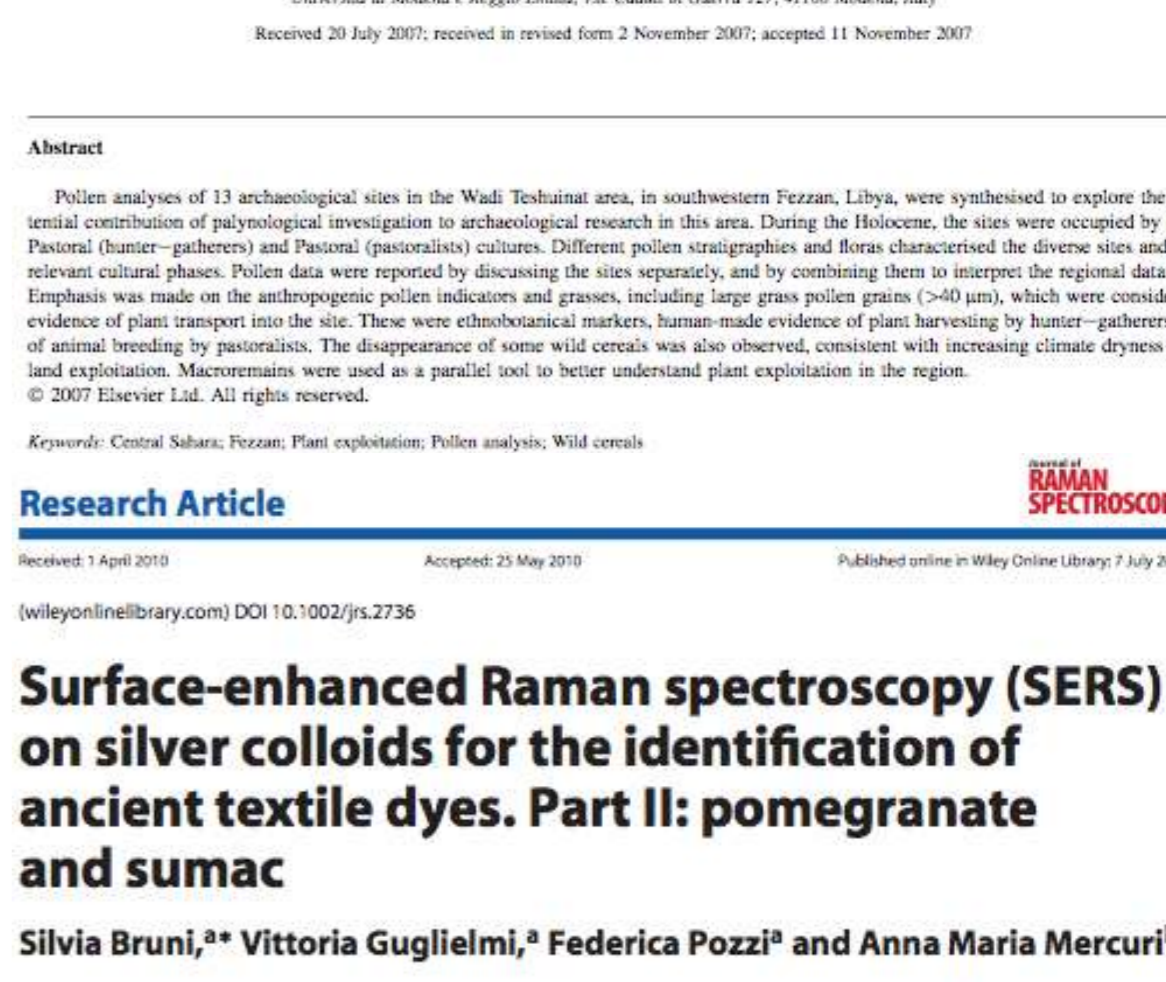 Received 20 July 2007; received in revised form 2 November 2007; accepted 11 November 2007
Abstract
Pollen analyses of 13 archaeological sites in the Wadi Teshuinat area, in southwestern Fezzan, Libya, were synthesised to explore the
tential contribution of palynological investigation to archaeological research in this area. During the Holocene, the sites were occupied by
Pastoral (hunter–gatherers) and Pastoral (pastoralists) cultures. Different pollen stratigraphies and floras characterised the diverse sites and
relevant cultural phases. Pollen data were reported by discussing the sites separately, and by combining them to interpret the regional data
Emphasis was made on the anthropogenic pollen indicators and grasses, including large grass pollen grains (>40 μm), which were consid
evidence of plant transport into the site. These were ethnobotanical markers, human-made evidence of plant harvesting by hunter–gatherers
of animal breeding by pastoralists. The disappearance of some wild cereals was also observed, consistent with increasing climate dryness
land exploitation. Macroremains were used as a parallel tool to better understand plant exploitation in the region.
© 2007 Elsevier Ltd. All rights reserved.
Keywords: Central Sahara; Fezzan; Plant exploitation; Pollen analysis; Wild cereals
Journal of
RAMAN
Research Article
SPECTROSCO
Received: 1 April 2010 Accepted: 25 May 2010 Published online in Wiley Online Library: 7 July 2
(wileyonlinelibrary.com) DOI 10.1002/jrs.2736
Surface-enhanced Raman spectroscopy (SERS)
on silver colloids for the identification of
ancient textile dyes. Part II: pomegranate
and sumac
Silvia Bruni,a* Vittoria Guglielmi,a Federica Pozzia and Anna Maria Mercuri